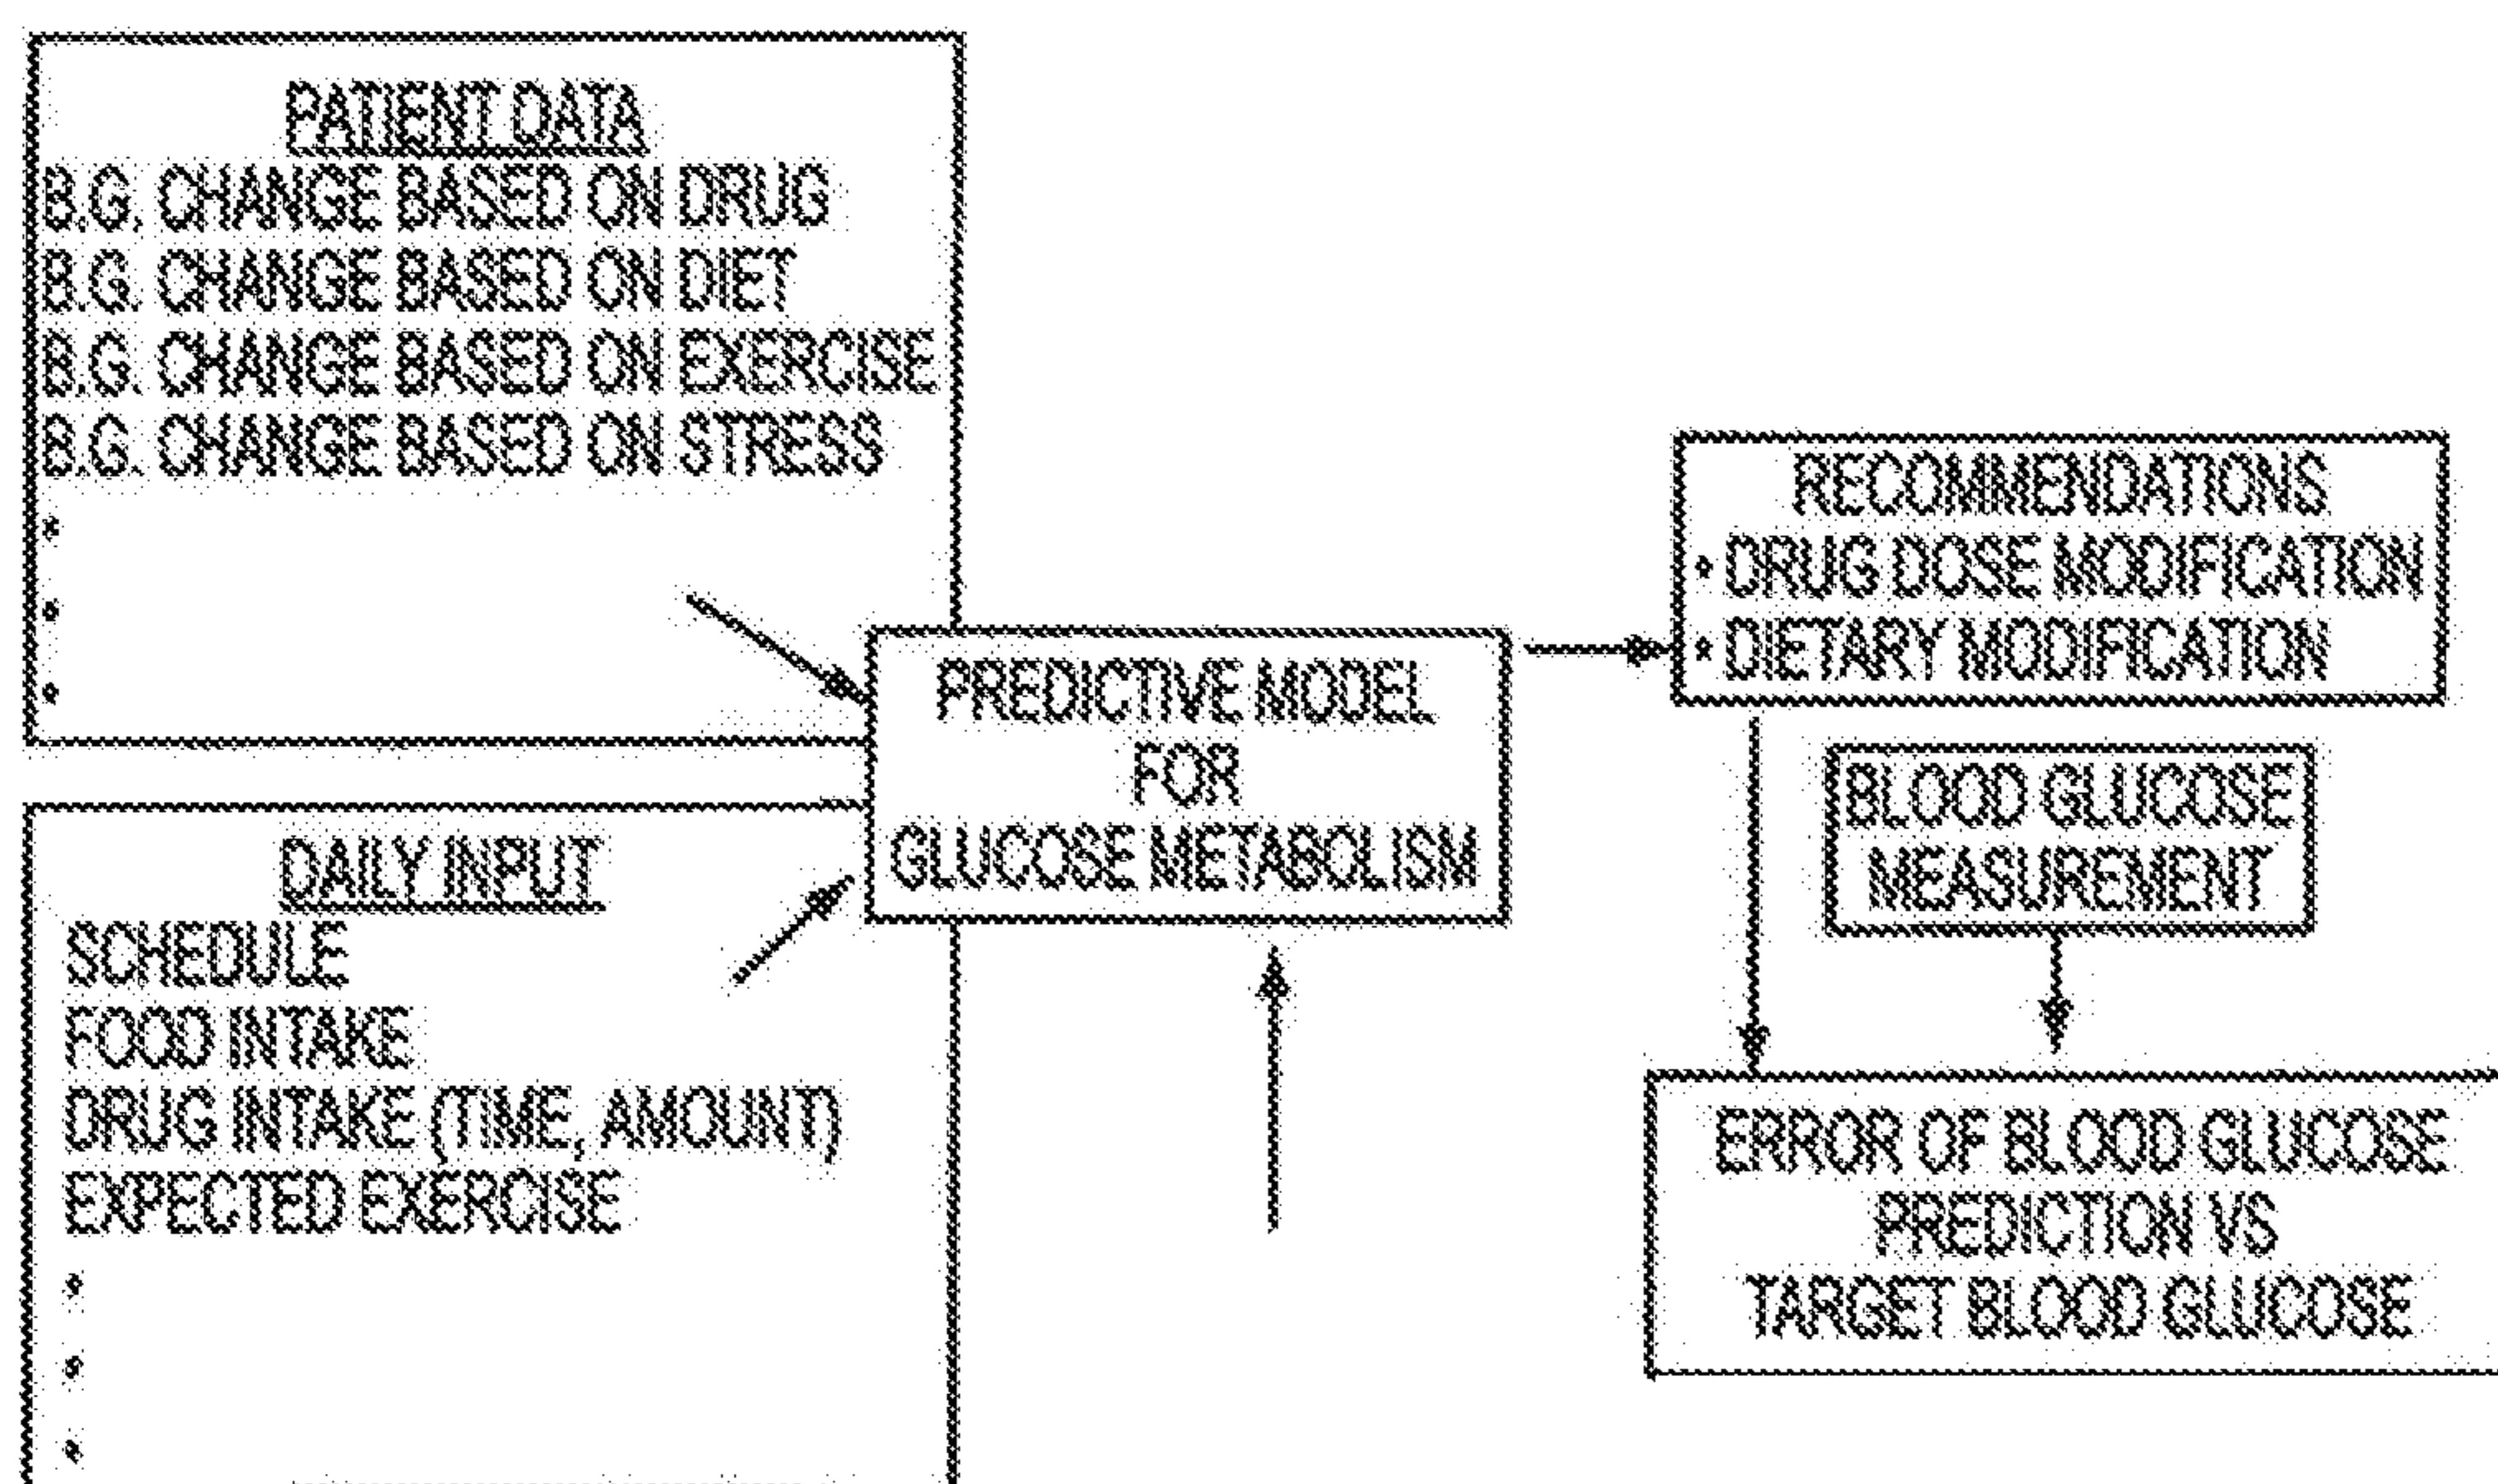 PATIENT DATA
B.G. CHANGE BASED ON DRUG
B.G. CHANGE BASED ON DIET
B.G. CHANGE BASED ON EXERCISE
B.G. CHANGE BASED ON STRESS
•
•
•
DAILY INPUT
SCHEDULE
FOOD INTAKE
DRUG INTAKE (TIME, AMOUNT)
EXPECTED EXERCISE
•
•
•
PREDICTIVE MODEL
FOR
GLUCOSE METABOLISM
RECOMMENDATIONS
• DRUG DOSE MODIFICATION
• DIETARY MODIFICATION
BLOOD GLUCOSE
MEASUREMENT
ERROR OF BLOOD GLUCOSE
PREDICTION VS
TARGET BLOOD GLUCOSE